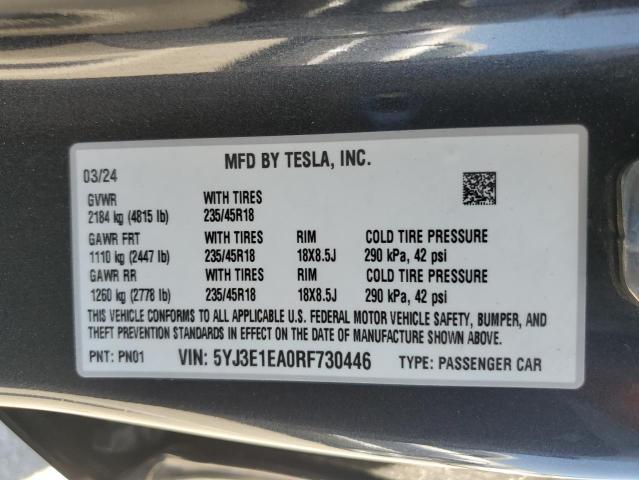 MFD BY TESLA, INC.
03/24
GVWR WITH TIRES
2184 kg (4815 lb) 235/45R18
GAWR FRT WITH TIRES RIM COLD TIRE PRESSURE
1110 kg (2447 lb) 235/45R18 18X8.5J 290 kPa, 42 psi
GAWR RR WITH TIRES RIM COLD TIRE PRESSURE
1260 kg (2778 lb) 235/45R18 18X8.5J 290 kPa, 42 psi
THIS VEHICLE CONFORMS TO ALL APPLICABLE U.S. FEDERAL MOTOR VEHICLE SAFETY, BUMPER, AND
THEFT PREVENTION STANDARDS IN EFFECT ON THE DATE OF MANUFACTURE SHOWN ABOVE.
PNT: PN01 VIN: 5YJ3E1EA0RF730446 TYPE: PASSENGER CAR